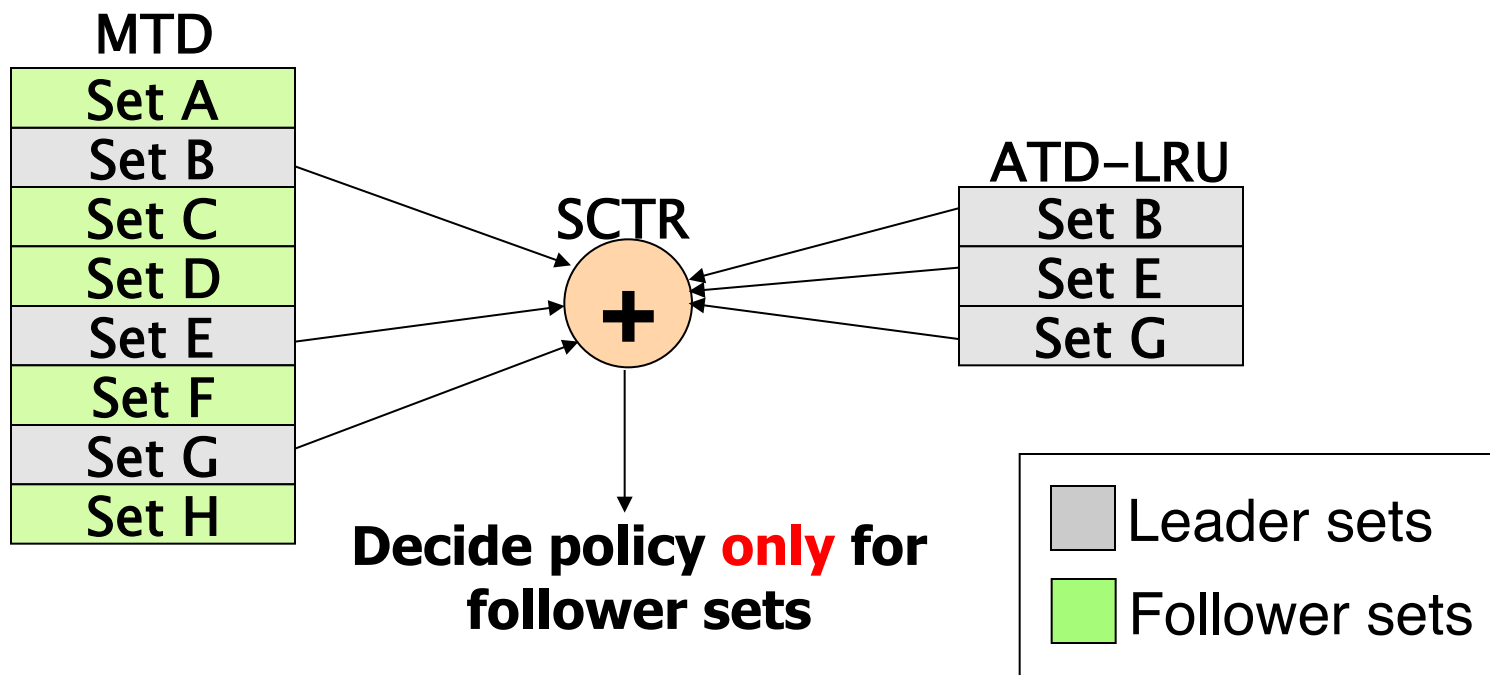 MTD
Set A
Set B
Set C
Set D
Set E
Set F
Set G
Set H
SCTR
+
ATD-LRU
Set B
Set E
Set G
Decide policy only for
follower sets
Leader sets
Follower sets